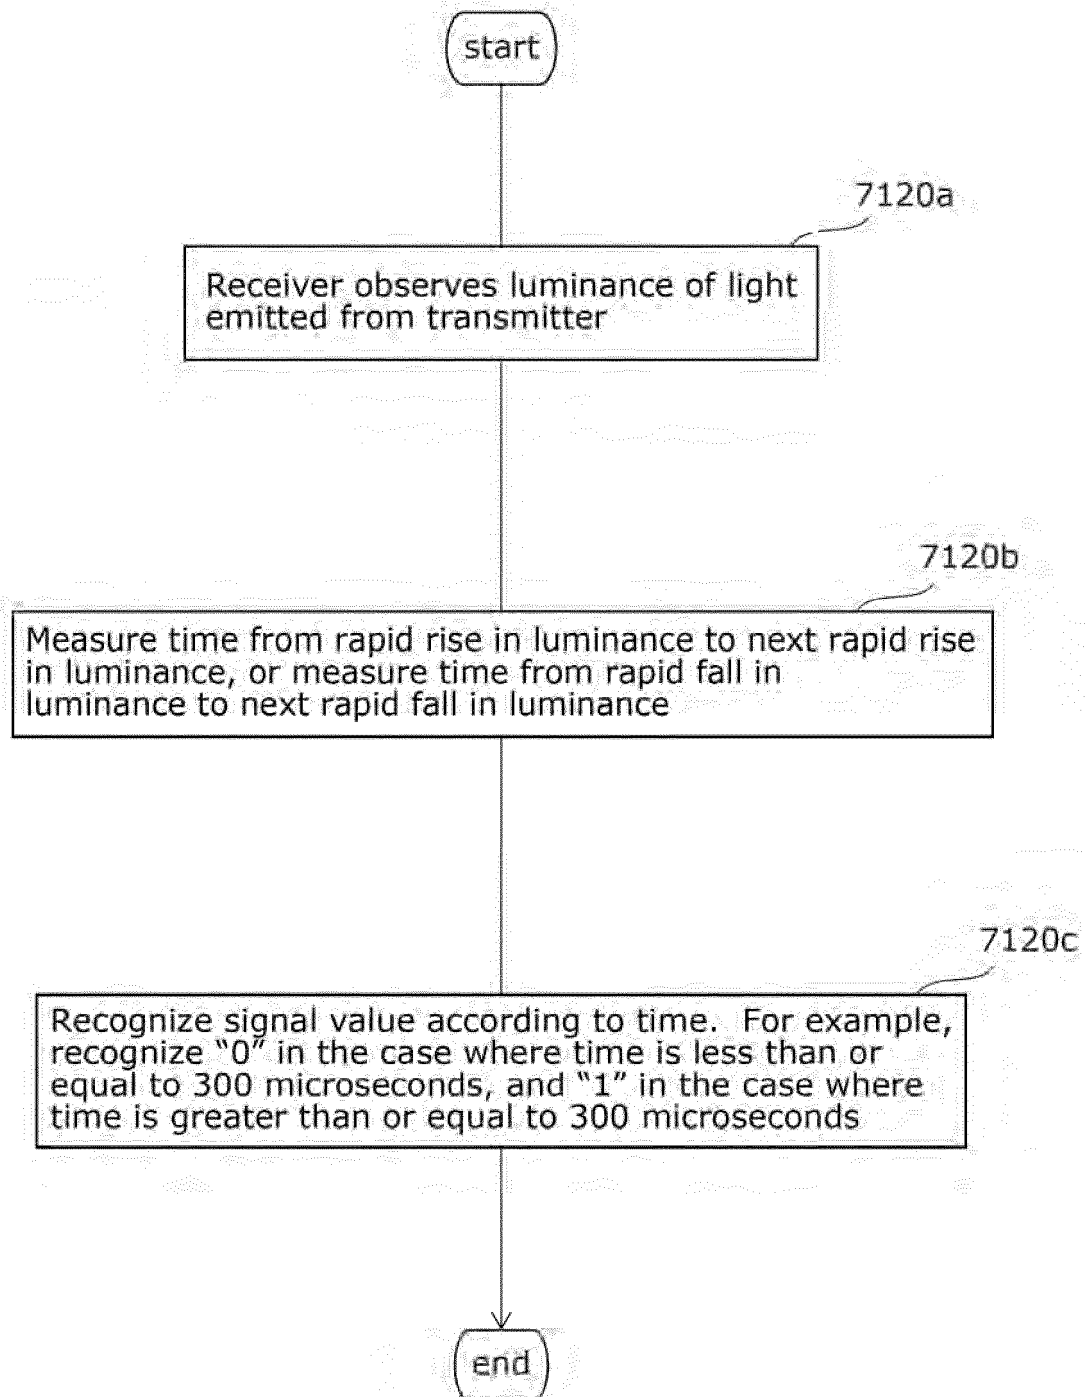 start
7120a
Receiver observes luminance of light
emitted from transmitter
7120b
Measure time from rapid rise in luminance to next rapid rise
in luminance, or measure time from rapid fall in
luminance to next rapid fall in luminance
7120c
Recognize signal value according to time.  For example,
recognize “0” in the case where time is less than or
equal to 300 microseconds, and “1” in the case where
time is greater than or equal to 300 microseconds
end